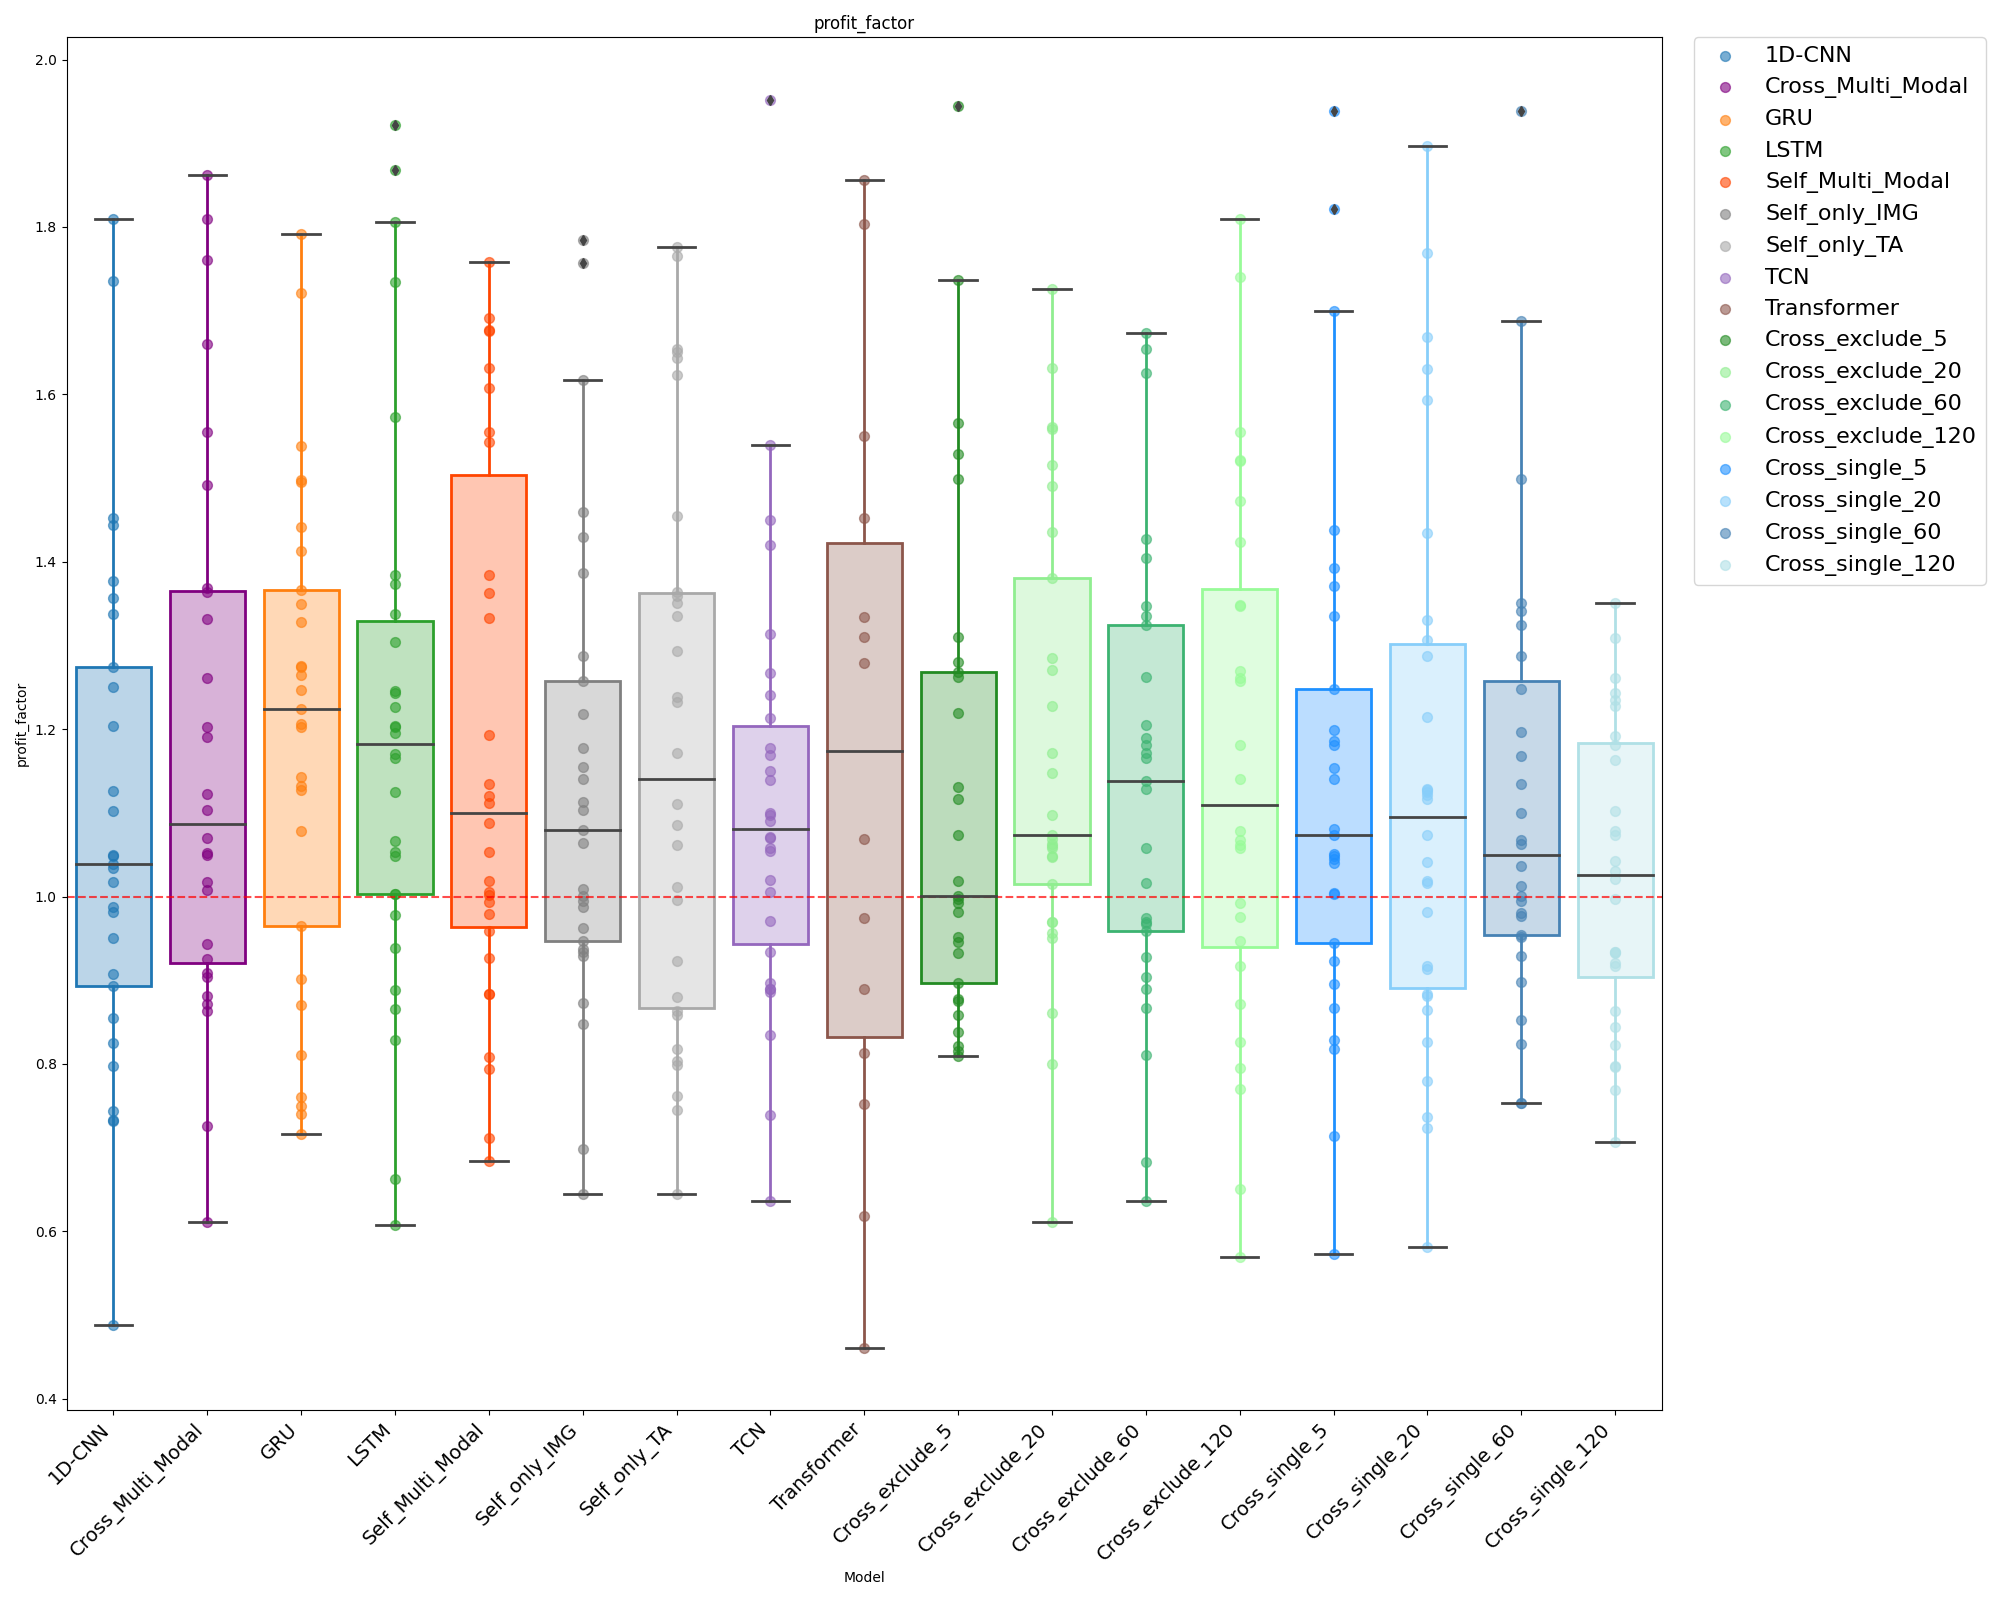 profit_factor
2.0
1.8
1.6
1.4
1.2
1.0
0.8
0.6
0.4
profit_factor
1D-CNN
Cross_Multi_Modal
GRU
LSTM
Self_Multi_Modal
Self_only_IMG
Self_only_TA
TCN
Transformer
Cross_exclude_5
Cross_exclude_20
Cross_exclude_60
Cross_exclude_120
Cross_single_5
Cross_single_20
Cross_single_60
Cross_single_120
Model
1D-CNN
Cross_Multi_Modal
GRU
LSTM
Self_Multi_Modal
Self_only_IMG
Self_only_TA
TCN
Transformer
Cross_exclude_5
Cross_exclude_20
Cross_exclude_60
Cross_exclude_120
Cross_single_5
Cross_single_20
Cross_single_60
Cross_single_120